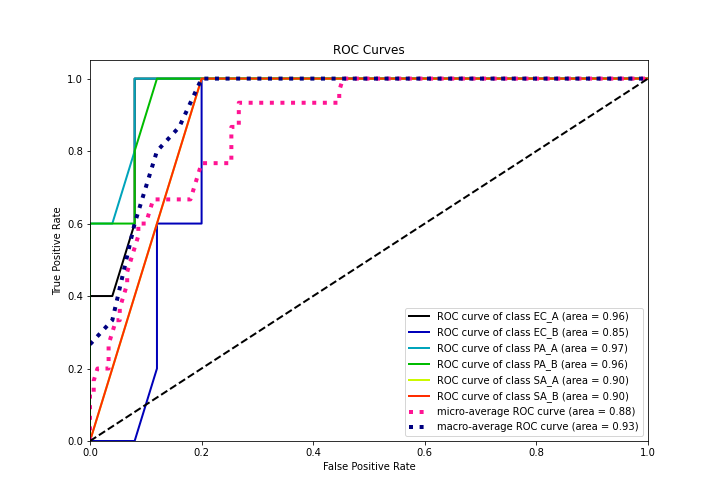 ROC Curves
True Positive Rate
1.0
0.8
0.6
0.4
0.2
0.0
0.0 0.2 0.4 0.6 0.8 1.0
False Positive Rate
ROC curve of class EC_A (area = 0.96)
ROC curve of class EC_B (area = 0.85)
ROC curve of class PA_A (area = 0.97)
ROC curve of class PA_B (area = 0.96)
ROC curve of class SA_A (area = 0.90)
ROC curve of class SA_B (area = 0.90)
micro-average ROC curve (area = 0.88)
macro-average ROC curve (area = 0.93)